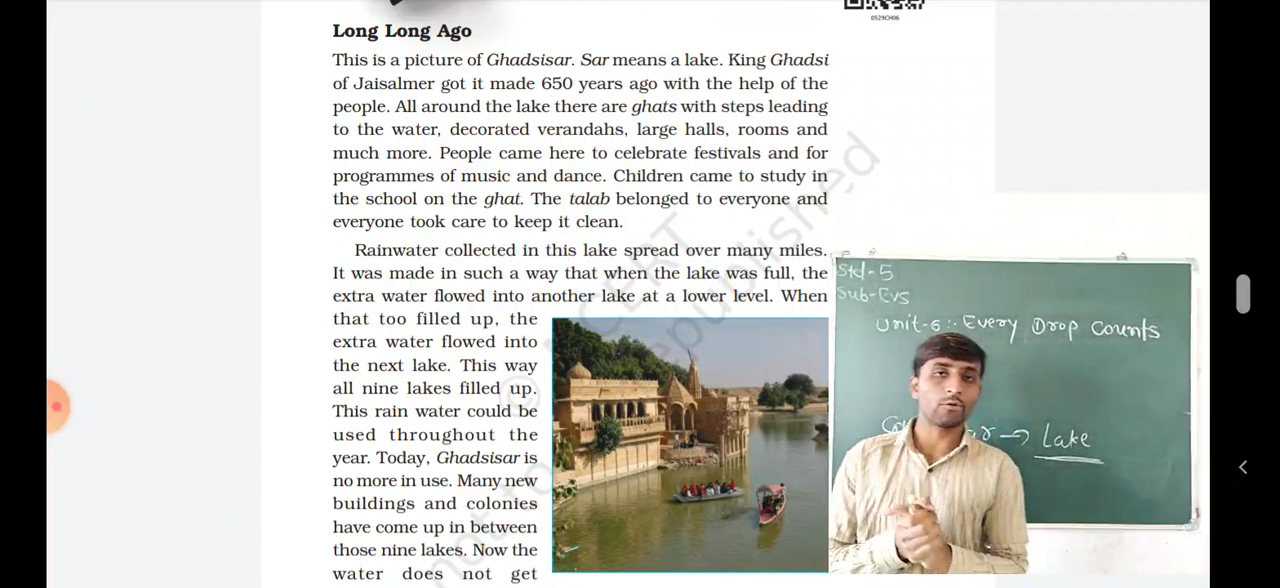 0529CH06
Long Long Ago
This is a picture of Ghadsisar. Sar means a lake. King Ghadsi
of Jaisalmer got it made 650 years ago with the help of the
people. All around the lake there are ghats with steps leading
to the water, decorated verandahs, large halls, rooms and
much more. People came here to celebrate festivals and for
programmes of music and dance. Children came to study in
the school on the ghat. The talab belonged to everyone and
everyone took care to keep it clean.
Rainwater collected in this lake spread over many miles.
It was made in such a way that when the lake was full, the
extra water flowed into another lake at a lower level. When
that too filled up, the
extra water flowed into
the next lake. This way
all nine lakes filled up.
This rain water could be
used throughout the
year. Today, Ghadsisar is
no more in use. Many new
buildings and colonies
have come up in between
those nine lakes. Now the
water does not get
Std-5
Sub-Evs
Unit-6:- Every Drop Counts
→ Lake
© NCERT
not to be republished